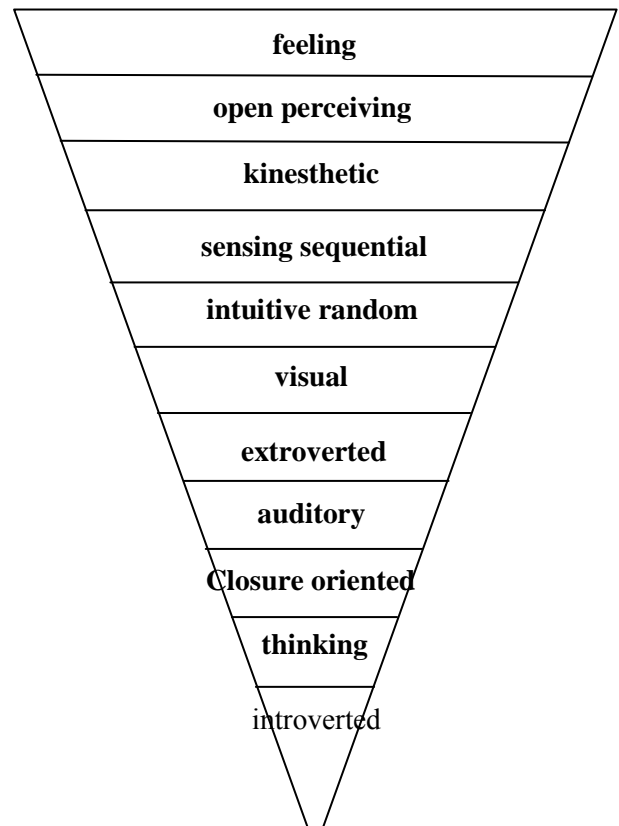 feeling
open perceiving
kinesthetic
sensing sequential
intuitive random
visual
extroverted
auditory
Closure oriented
thinking
introverted